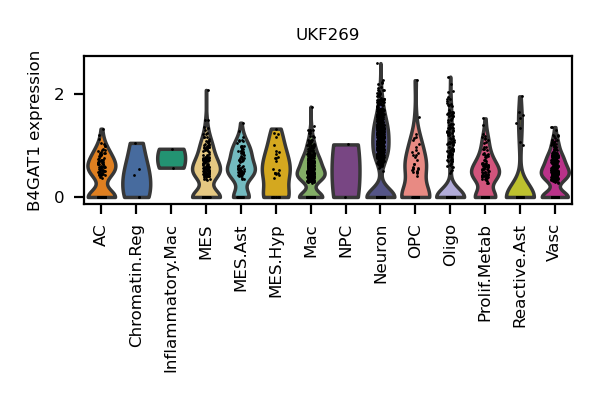 UKF269
B4GAT1 expression
2
0
AC
Chromatin.Reg
Inflammatory.Mac
MES
MES.Ast
MES.Hyp
Mac
NPC
Neuron
OPC
Oligo
Prolif.Metab
Reactive.Ast
Vasc